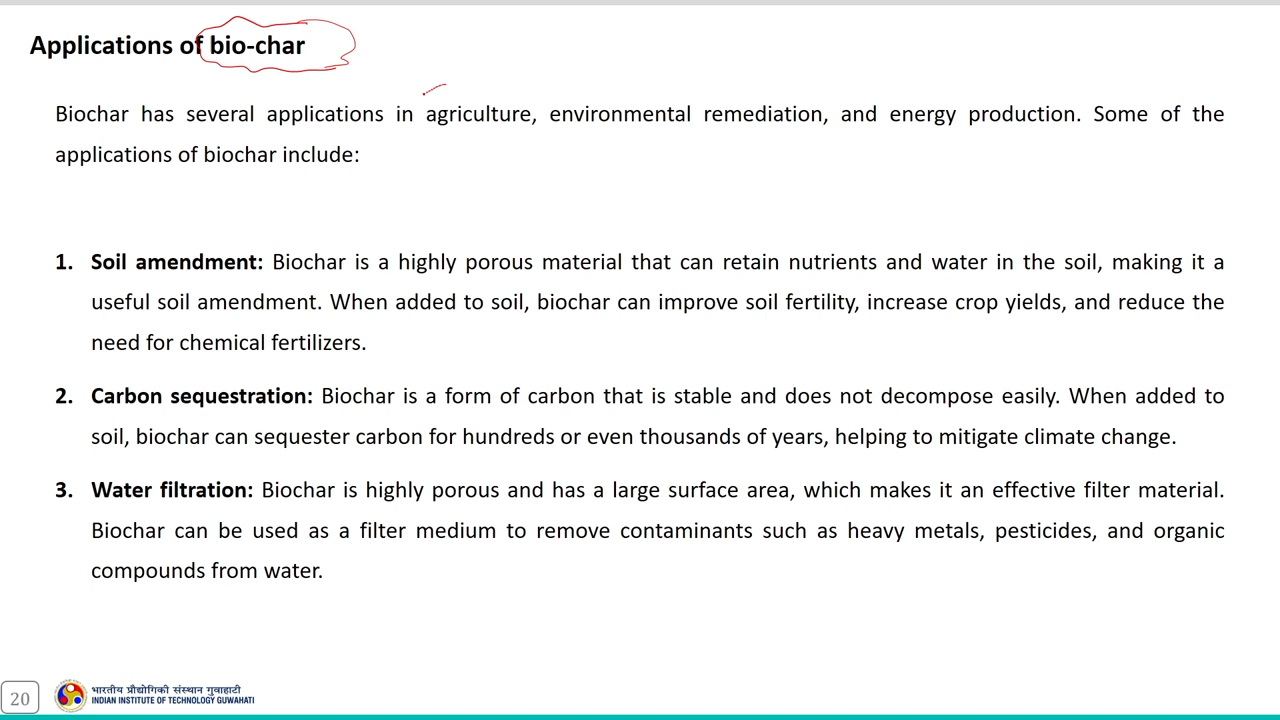 Applications of bio-char
Biochar has several applications in agriculture, environmental remediation, and energy production. Some of the
applications of biochar include:
1. Soil amendment: Biochar is a highly porous material that can retain nutrients and water in the soil, making it a
useful soil amendment. When added to soil, biochar can improve soil fertility, increase crop yields, and reduce the
need for chemical fertilizers.
2. Carbon sequestration: Biochar is a form of carbon that is stable and does not decompose easily. When added to
soil, biochar can sequester carbon for hundreds or even thousands of years, helping to mitigate climate change.
3. Water filtration: Biochar is highly porous and has a large surface area, which makes it an effective filter material.
Biochar can be used as a filter medium to remove contaminants such as heavy metals, pesticides, and organic
compounds from water.
20
भारतीय प्रौद्योगिकी संस्थान गुवाहाटी
INDIAN INSTITUTE OF TECHNOLOGY GUWAHATI